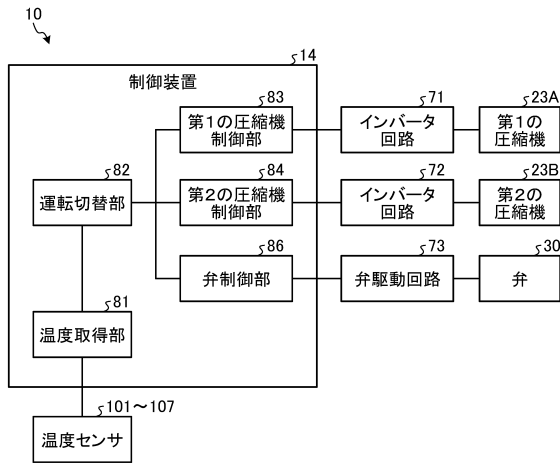 10
14
制御装置
83
第1の圧縮機
制御部
71
インバータ
回路
23A
第1の
圧縮機
82
運転切替部
84
第2の圧縮機
制御部
72
インバータ
回路
23B
第2の
圧縮機
86
弁制御部
73
弁駆動回路
30
弁
81
温度取得部
101～107
温度センサ